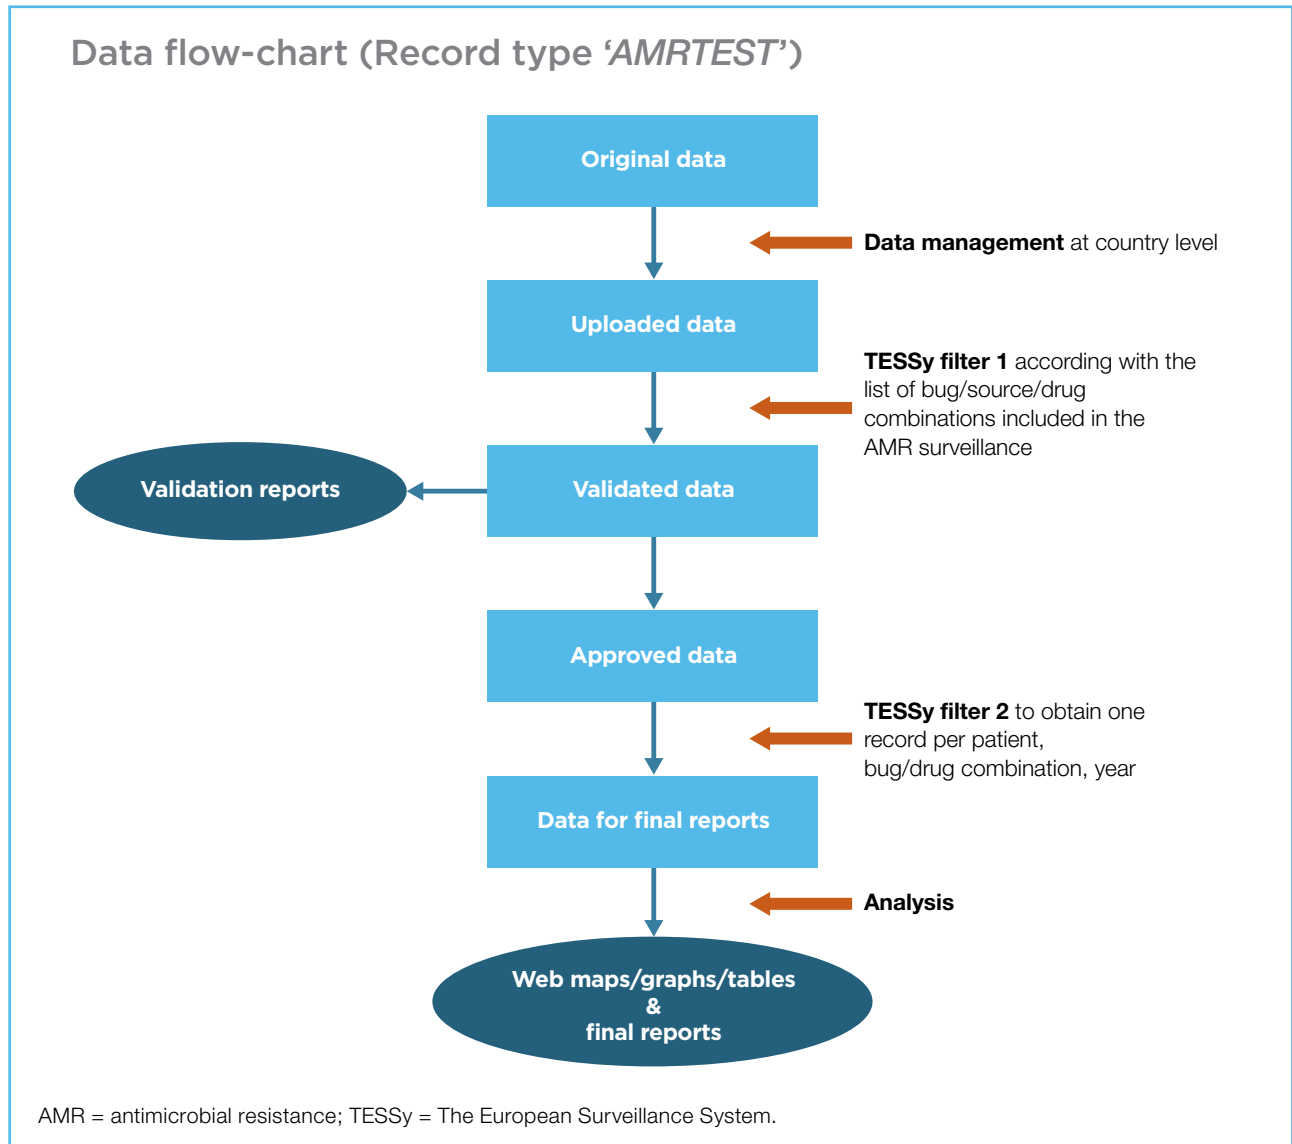 Data flow-chart (Record type ‘AMRTEST’)
Original data
Data management at country level
Uploaded data
TESSy filter 1 according with the
list of bug/source/drug
combinations included in the
AMR surveillance
Validation reports
Validated data
Approved data
TESSy filter 2 to obtain one
record per patient,
bug/drug combination, year
Data for final reports
Analysis
Web maps/graphs/tables
&
final reports
AMR = antimicrobial resistance; TESSy = The European Surveillance System.